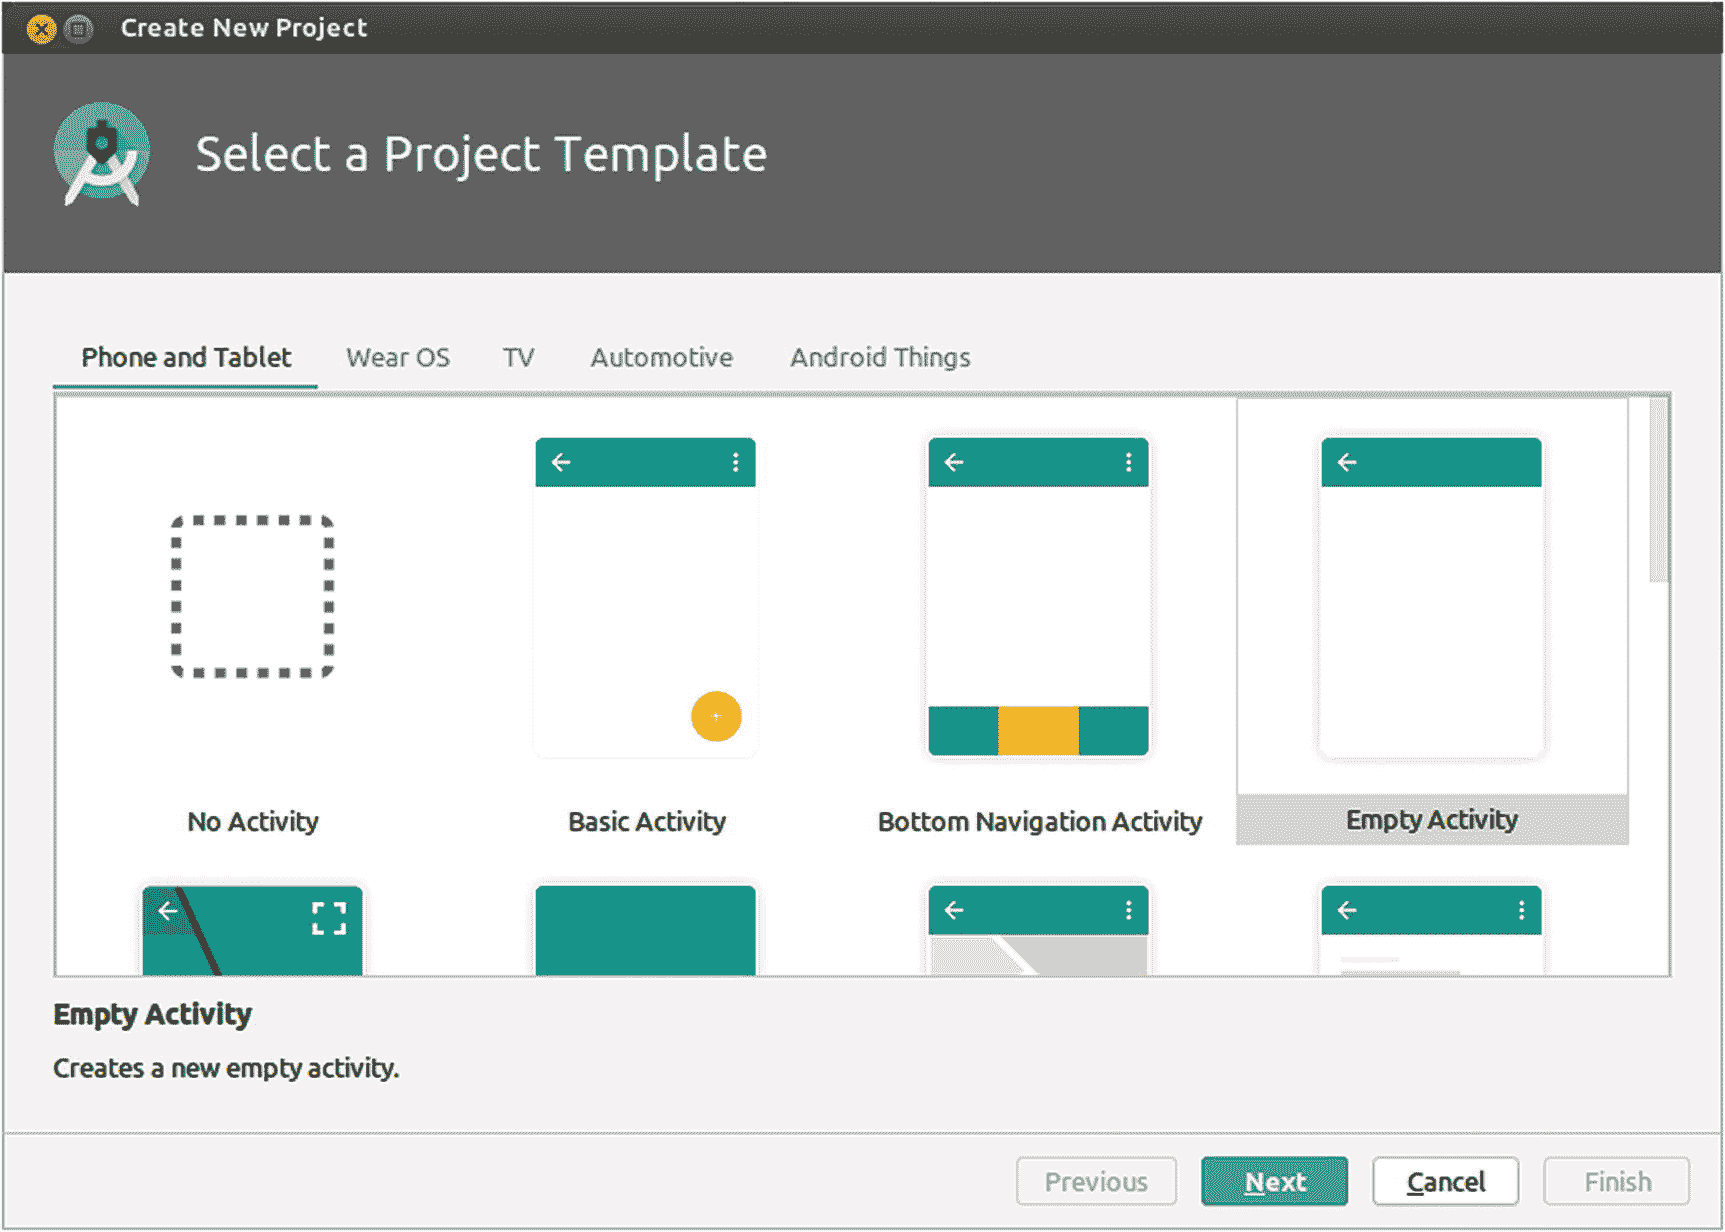 Create New Project
Select a Project Template
Phone and Tablet Wear OS TV Automotive Android Things
No Activity Basic Activity Bottom Navigation Activity Empty Activity
Empty Activity
Creates a new empty activity.
Previous Next Cancel Finish